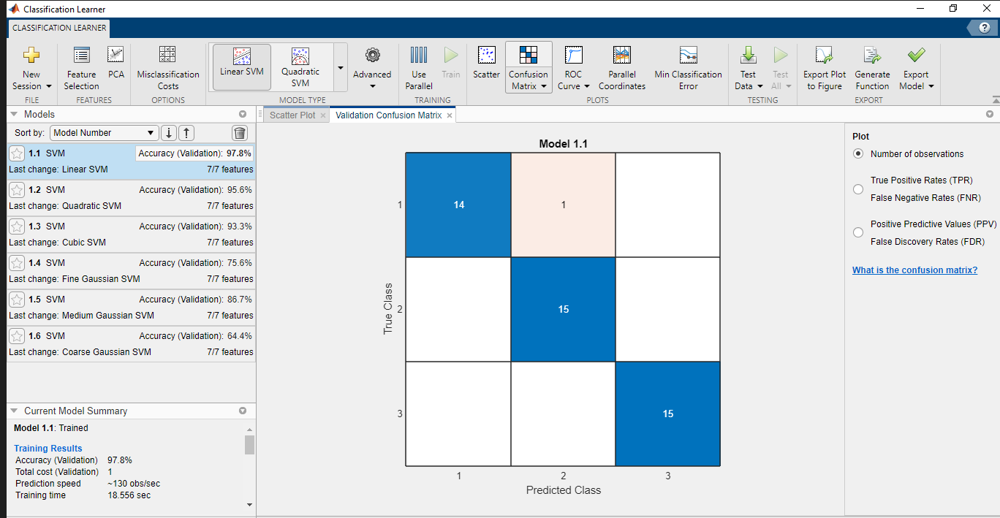 Classification Learner
CLASSIFICATION LEARNER
?
New Session
Feature Selection
PCA
Misclassification Costs
Linear SVM
Quadratic SVM
Advanced
Use Parallel
Train
Scatter
Confusion Matrix
ROC Curve
Parallel Coordinates
Min Classification Error
Test Data
Test All
Export Plot to Figure
Generate Function
Export Model
FILE
FEATURES
OPTIONS
MODEL TYPE
TRAINING
PLOTS
TESTING
EXPORT
Models
Sort by: Model Number
1.1 SVM Accuracy (Validation): 97.8%
Last change: Linear SVM 7/7 features
1.2 SVM Accuracy (Validation): 95.6%
Last change: Quadratic SVM 7/7 features
1.3 SVM Accuracy (Validation): 93.3%
Last change: Cubic SVM 7/7 features
1.4 SVM Accuracy (Validation): 75.6%
Last change: Fine Gaussian SVM 7/7 features
1.5 SVM Accuracy (Validation): 86.7%
Last change: Medium Gaussian SVM 7/7 features
1.6 SVM Accuracy (Validation): 64.4%
Last change: Coarse Gaussian SVM 7/7 features
Current Model Summary
Model 1.1: Trained
Training Results
Accuracy (Validation) 97.8%
Total cost (Validation) 1
Prediction speed ~130 obs/sec
Training time 18.556 sec
Scatter Plot
Validation Confusion Matrix
Model 1.1
1 14 1
2 15
3 15
1 2 3
True Class
Predicted Class
Plot
Number of observations
True Positive Rates (TPR)
False Negative Rates (FNR)
Positive Predictive Values (PPV)
False Discovery Rates (FDR)
What is the confusion matrix?